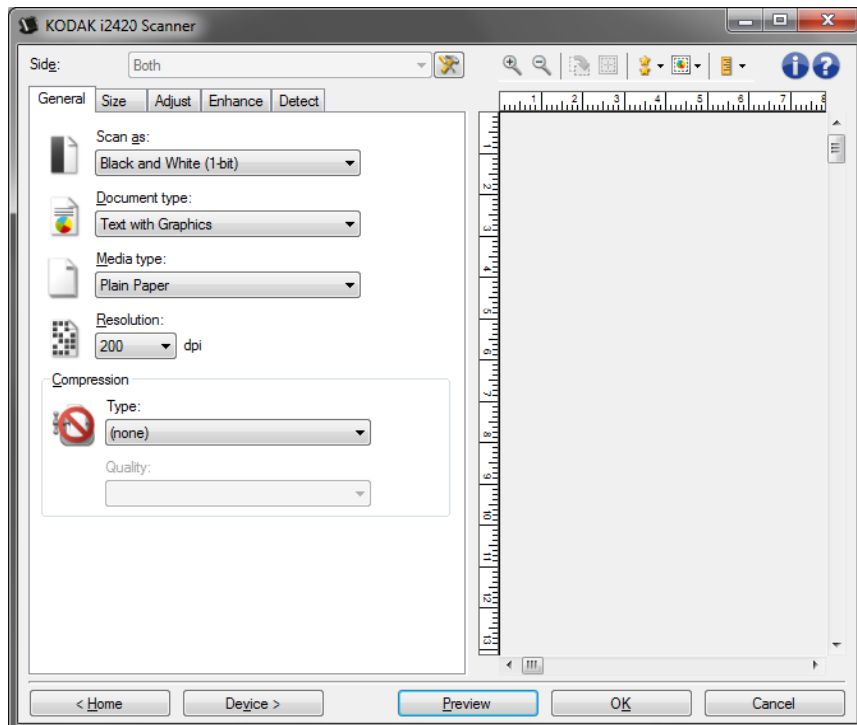 KODAK i2420 Scanner
Side:
Both
General Size Adjust Enhance Detect
Scan as:
Black and White (1-bit)
Document type:
Text with Graphics
Media type:
Plain Paper
Resolution:
200 dpi
Compression
Type:
(none)
Quality:
1 2 3 4 5 6 7 8
1
2
3
4
5
6
7
8
9
10
11
12
13
< Home Device > Preview OK Cancel